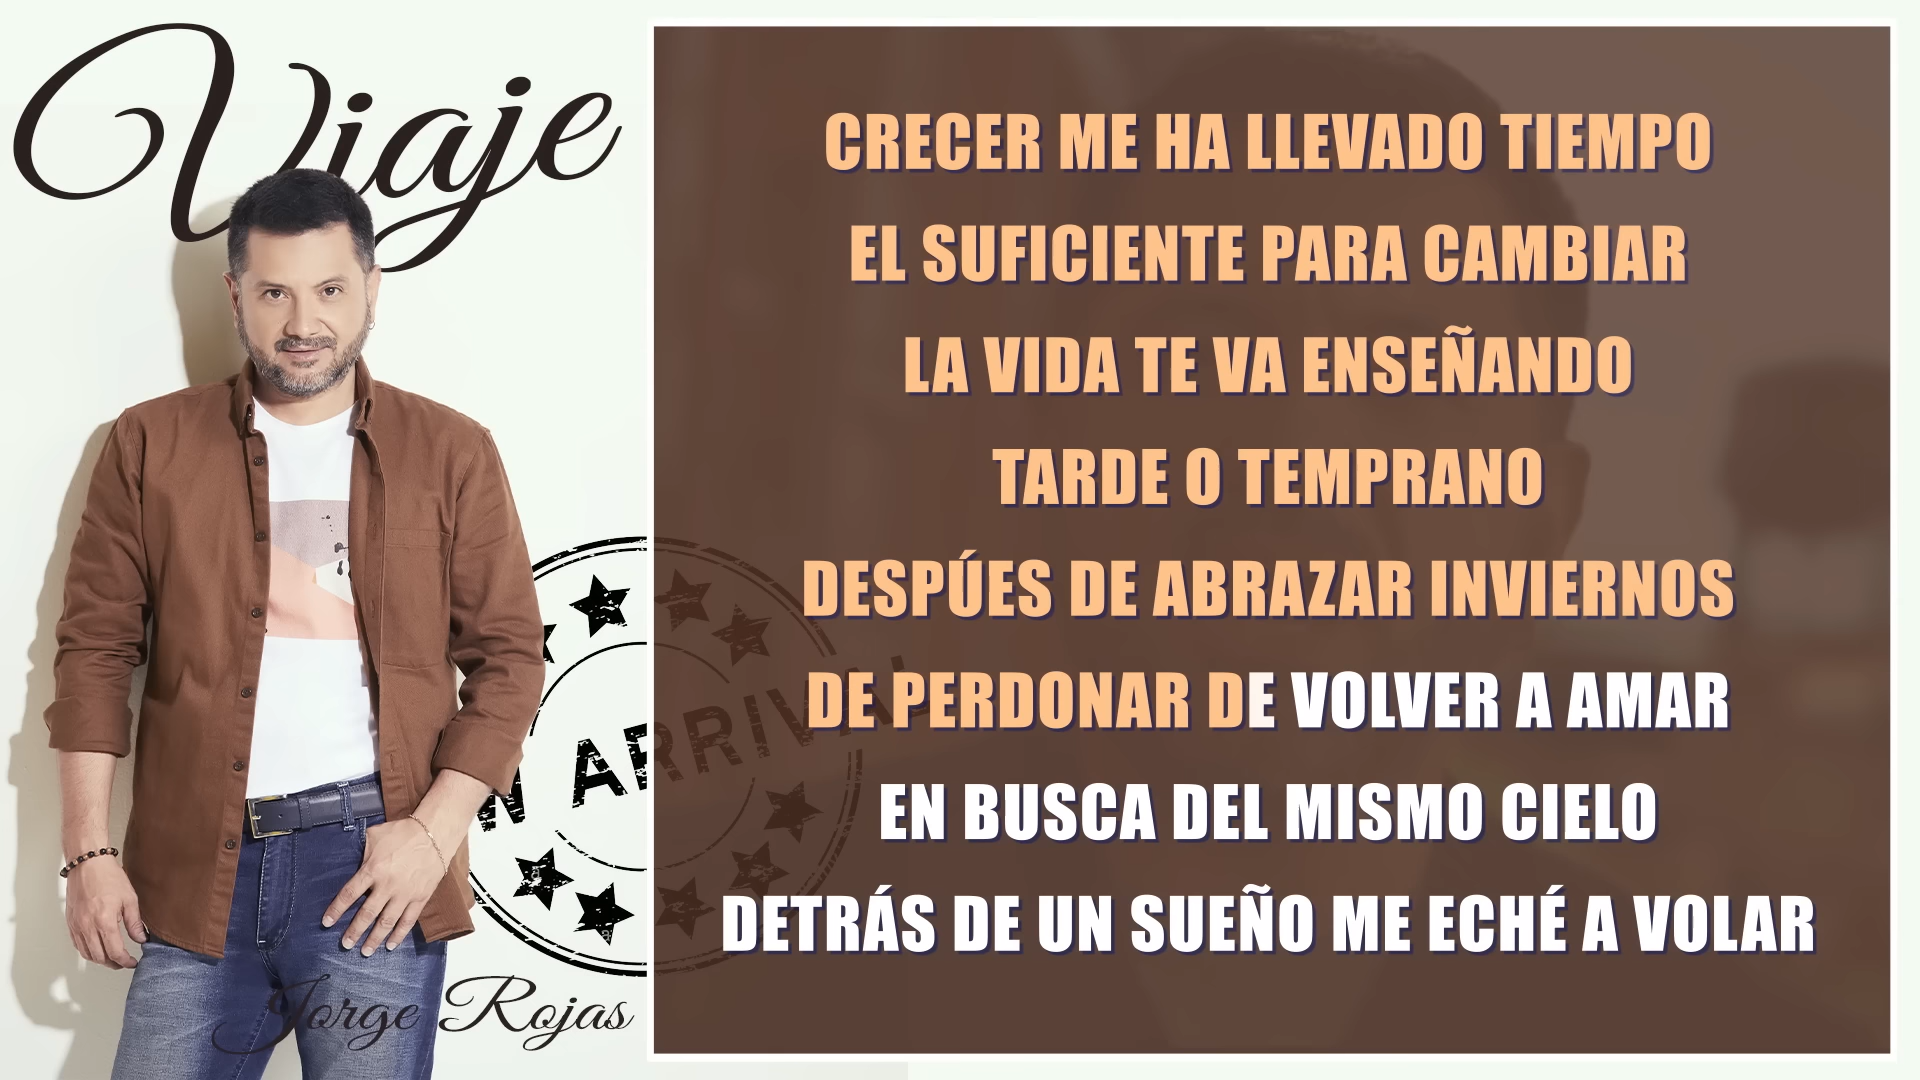 Viaje
CRECER ME HA LLEVADO TIEMPO
EL SUFICIENTE PARA CAMBIAR
LA VIDA TE VA ENSEÑANDO
TARDE O TEMPRANO
DESPÚES DE ABRAZAR INVIERNOS
DE PERDONAR DE VOLVER A AMAR
EN BUSCA DEL MISMO CIELO
DETRÁS DE UN SUEÑO ME ECHÉ A VOLAR
N ARRIVAL
Jorge Rojas